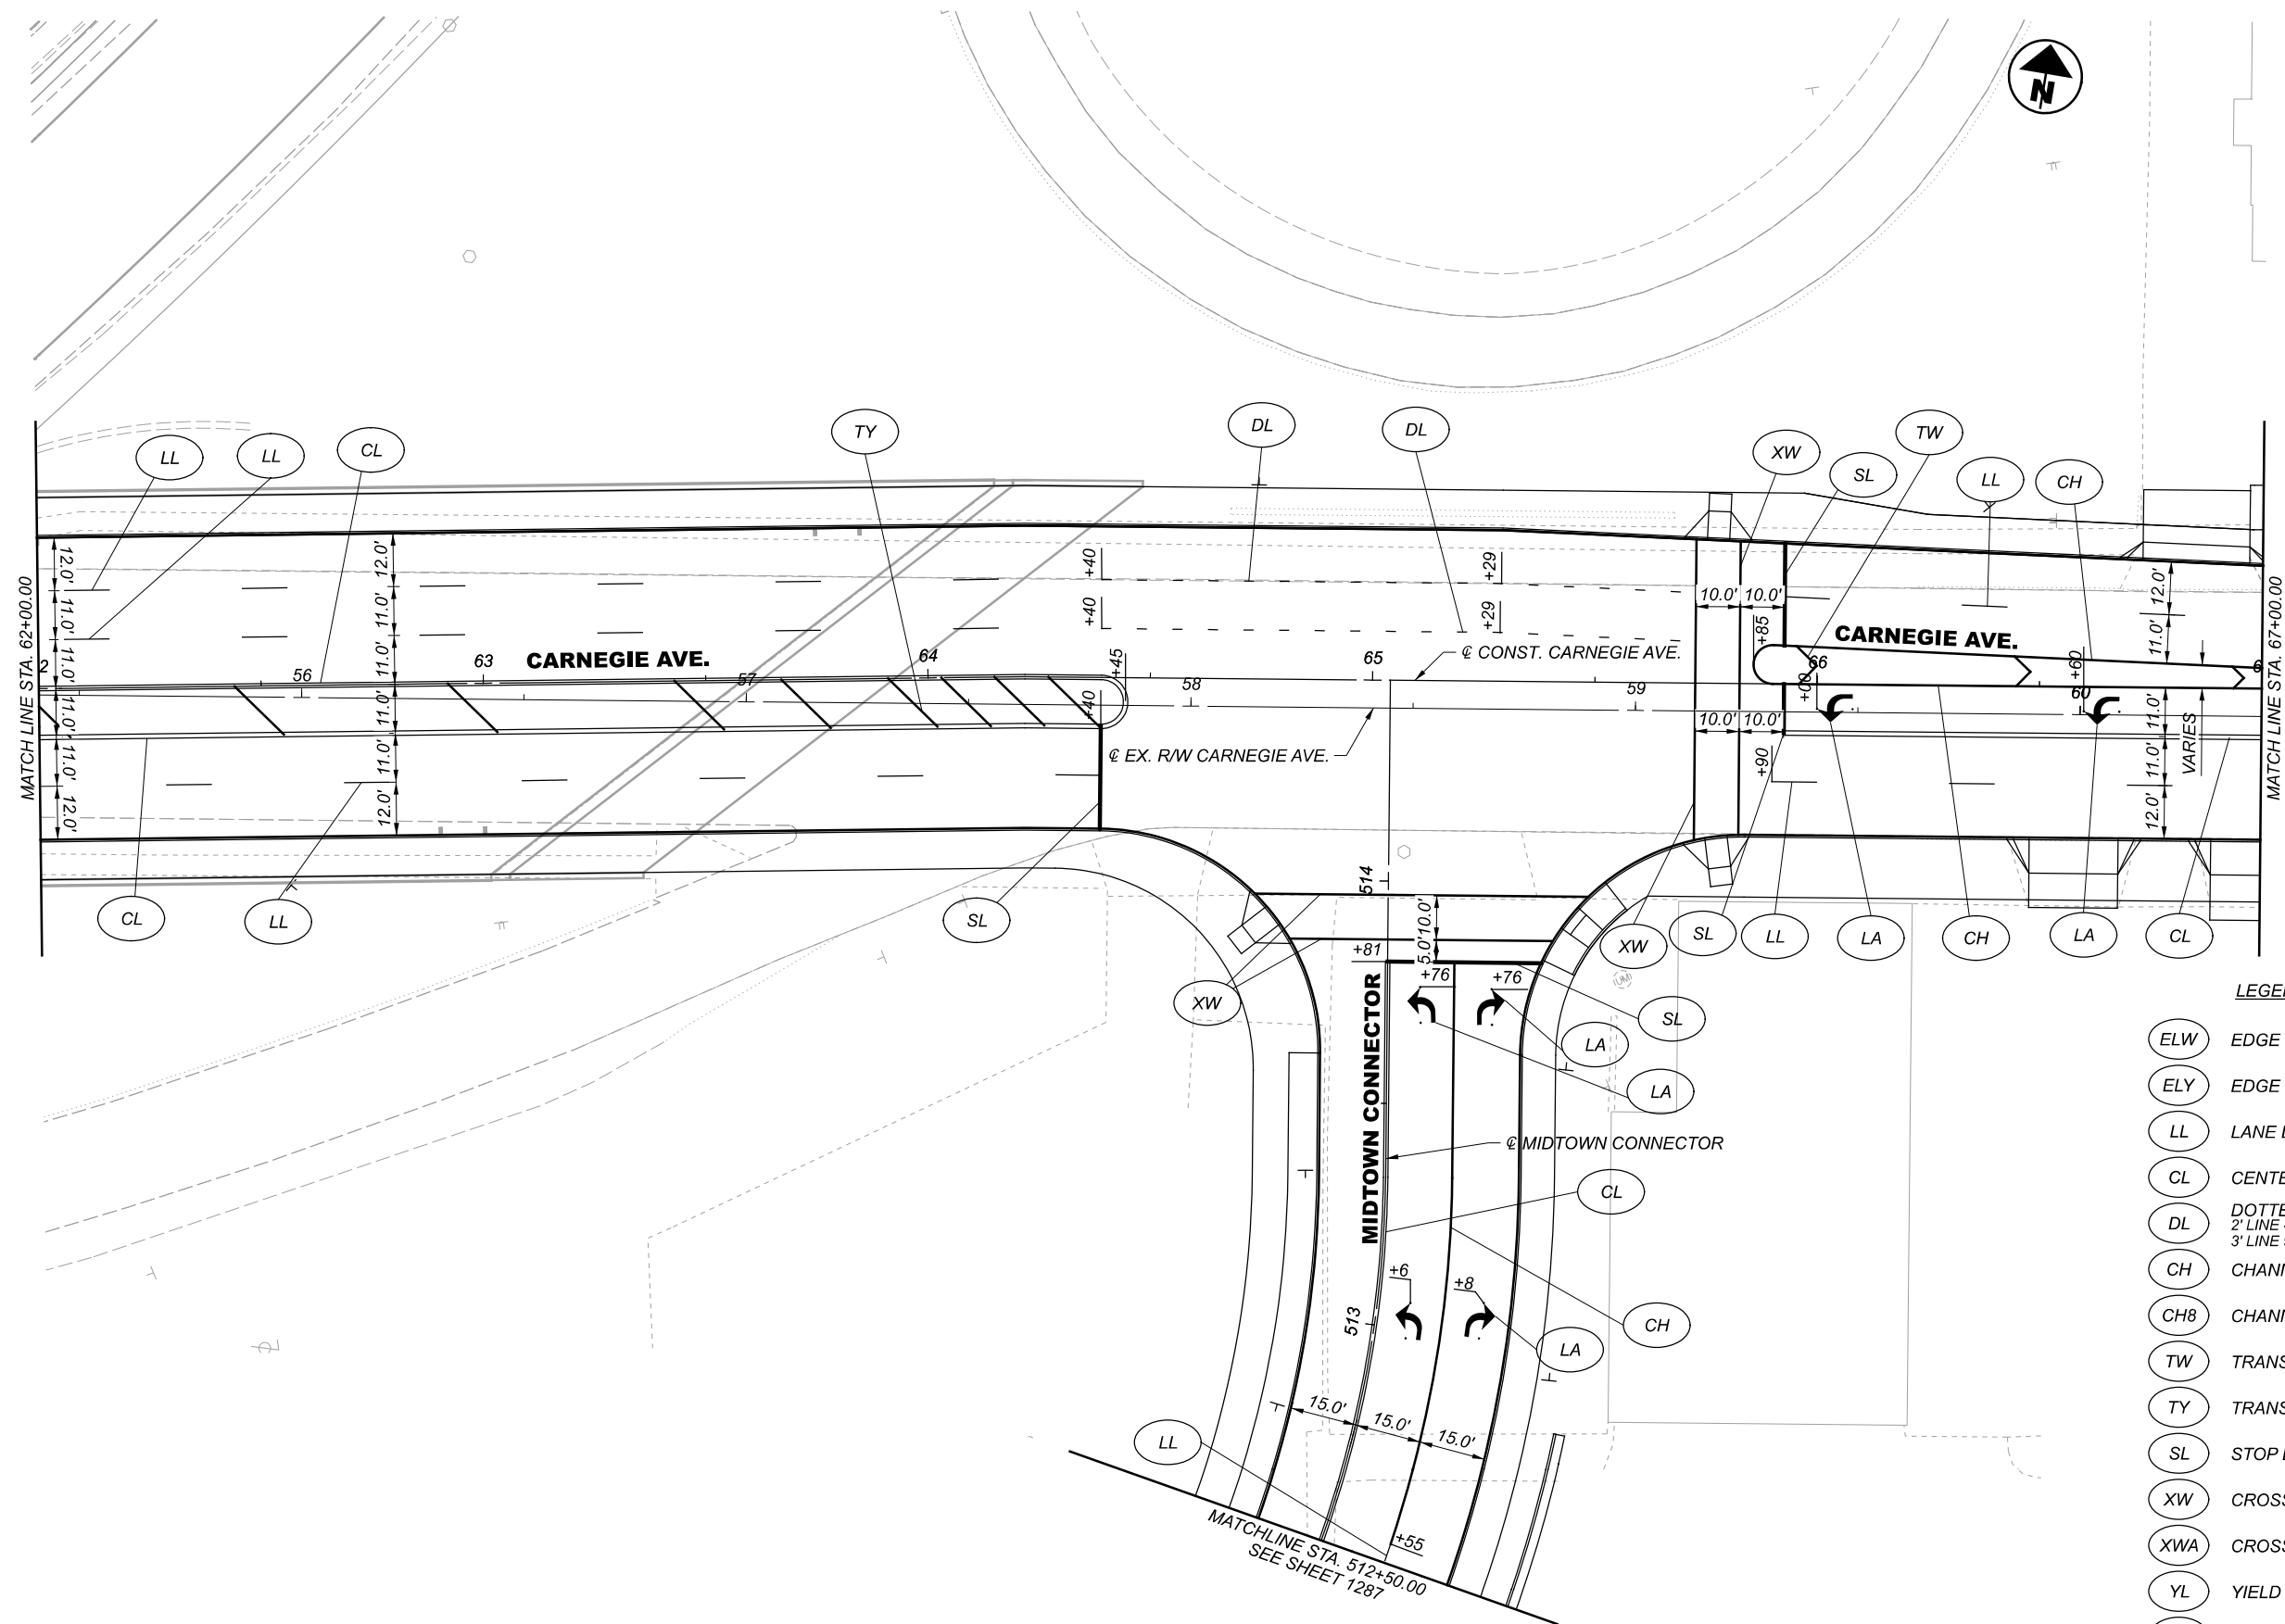 N
LL
LL
CL
TY
DL
DL
XW
SL
TW
LL
CH
MATCH LINE STA. 62+00.00
12.0'
11.0'
11.0'
11.0'
11.0'
12.0'
12.0'
11.0'
11.0'
11.0'
11.0'
12.0'
2
56
63
CARNEGIE AVE.
57
64
+40
+40
+45
+40
58
65
℄ CONST. CARNEGIE AVE.
℄ EX. R/W CARNEGIE AVE.
+29
+29
59
10.0'
10.0'
10.0'
10.0'
+85
+90
66
+00
CARNEGIE AVE.
+60
60
6
12.0'
11.0'
11.0'
11.0'
12.0'
VARIES
MATCH LINE STA. 67+00.00
CL
LL
SL
XW
SL
LL
LA
CH
LA
CL
514
10.0'
5.0'
+81
+76
+76
XW
SL
LA
LA
MIDTOWN CONNECTOR
℄ MIDTOWN CONNECTOR
CL
+6
+8
513
CH
LA
15.0'
15.0'
15.0'
LL
+55
MATCHLINE STA. 512+50.00
SEE SHEET 1287
UM
ELW EDGE
ELY EDGE
LL LANE
CL
DL
2' LINE
3' LINE
CH
CH8
TW
TY
SL STOP
XW
XWA
YL YIELD